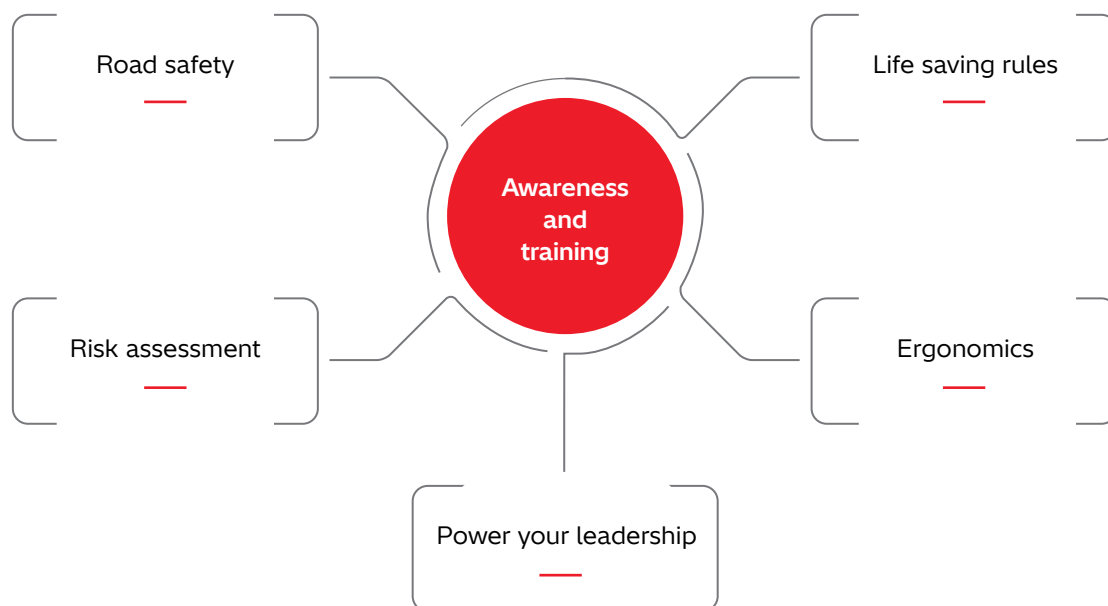 Road safety
Life saving rules
Awareness
and
training
Risk assessment
Ergonomics
Power your leadership